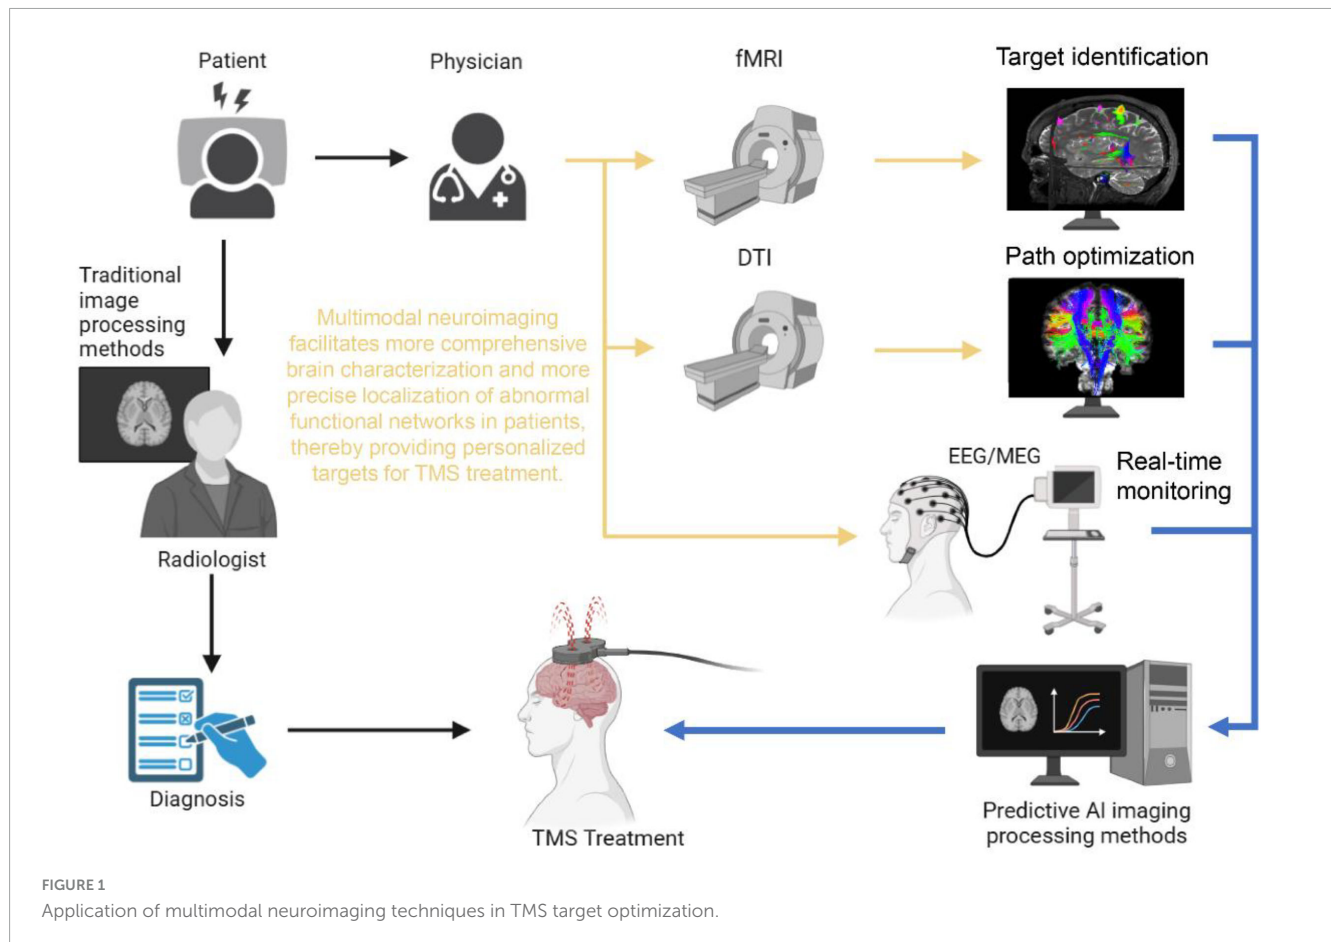 Patient
Physician
fMRI
Target identification
Traditional
image
processing
methods
DTI
Path optimization
Multimodal neuroimaging
facilitates more comprehensive
brain characterization and more
precise localization of abnormal
functional networks in patients,
thereby providing personalized
targets for TMS treatment.
EEG/MEG
Real-time
monitoring
Radiologist
Diagnosis
TMS Treatment
Predictive AI imaging
processing methods
FIGURE 1
Application of multimodal neuroimaging techniques in TMS target optimization.